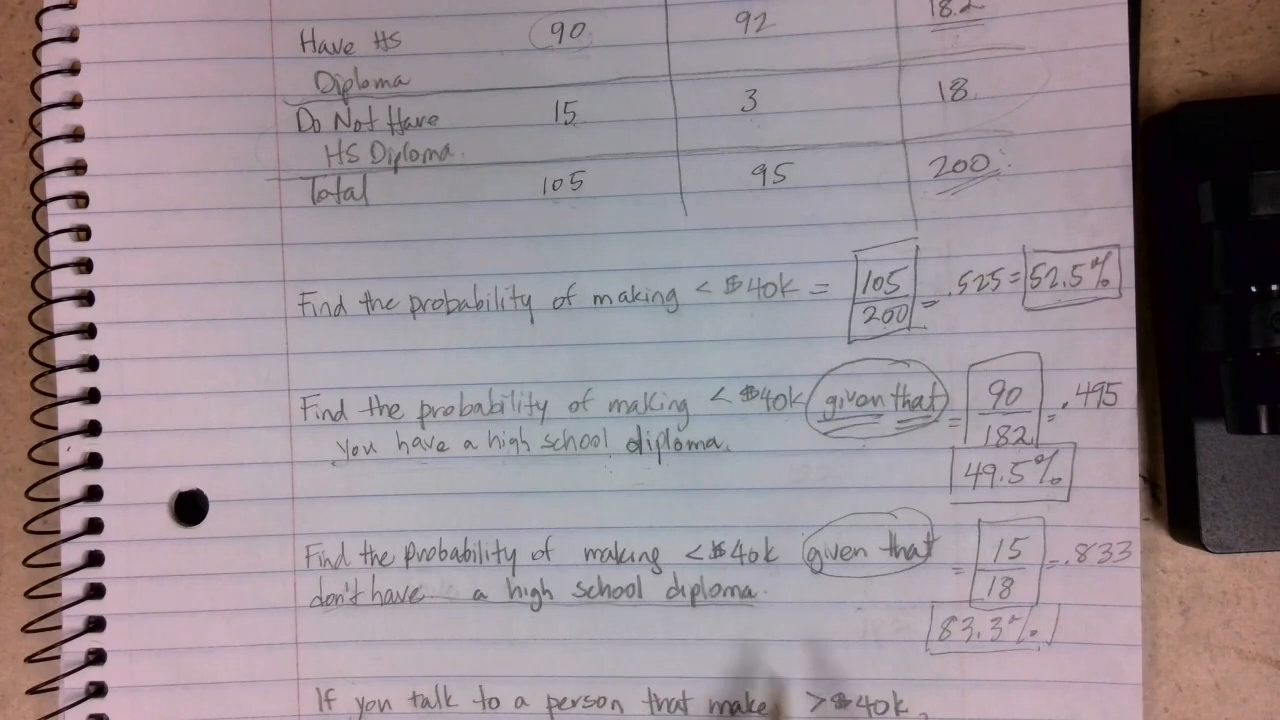 Have HS 90 92 182
Diploma
Do Not Have 15 3 18
HS Diploma.
Total 105 95 200
Find the probability of making < $40k = 105/200 = .525 = 52.5%
Find the probability of making < $40k given that = 90/182 = .495
you have a high school diploma. 49.5%
Find the probability of making < $40k given that = 15/18 = .833
don't have a high school diploma. 83.3%
If you talk to a person that make > $40k,